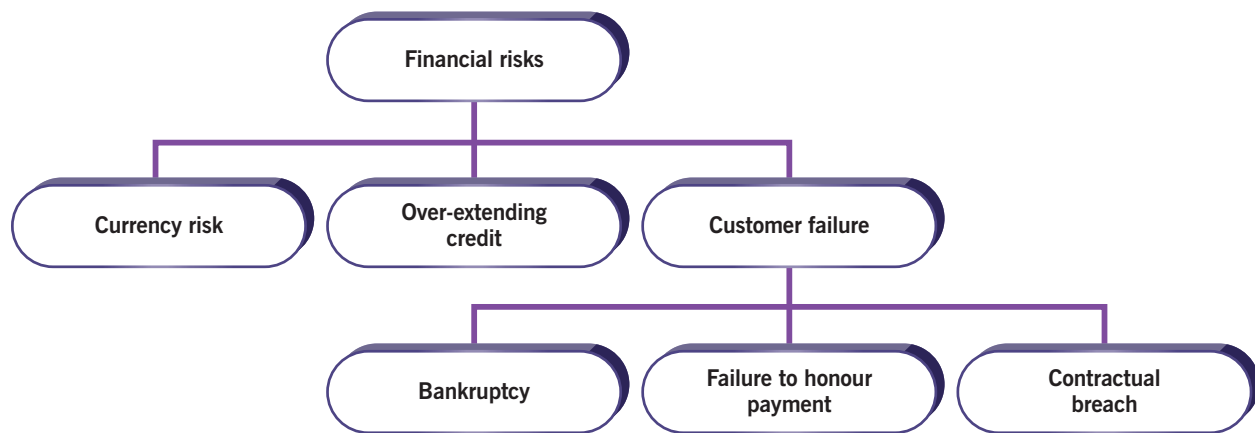 Financial risks
Currency risk
Over-extending
credit
Customer failure
Bankruptcy
Failure to honour
payment
Contractual
breach